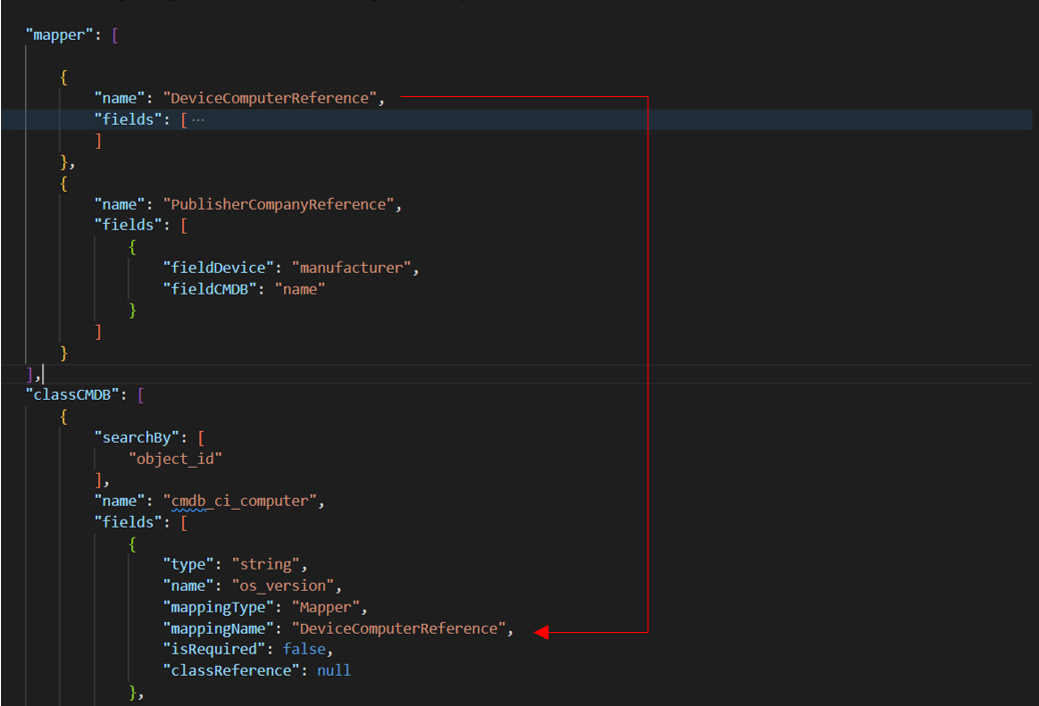 "mapper": [
{
"name": "DeviceComputerReference",
"fields": [ ···
]
},
{
"name": "PublisherCompanyReference",
"fields": [
{
"fieldDevice": "manufacturer",
"fieldCMDB": "name"
}
]
}
],
"classCMDB": [
{
"searchBy": [
"object_id"
],
"name": "cmdb_ci_computer",
"fields": [
{
"type": "string",
"name": "os_version",
"mappingType": "Mapper",
"mappingName": "DeviceComputerReference",
"isRequired": false,
"classReference": null
},